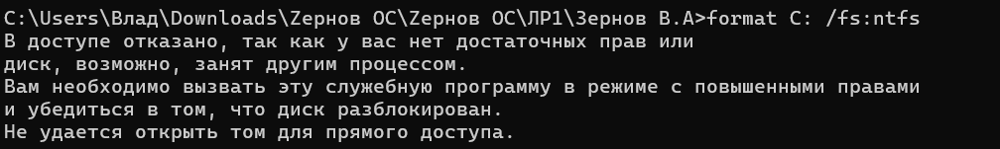 C:\Users\Влад\Downloads\Zернов ОС\Zернов ОС\ЛР1\Зернов В.А>format C: /fs:ntfs
В доступе отказано, так как у вас нет достаточных прав или
диск, возможно, занят другим процессом.
Вам необходимо вызвать эту служебную программу в режиме с повышенными правами
и убедиться в том, что диск разблокирован.
Не удается открыть том для прямого доступа.